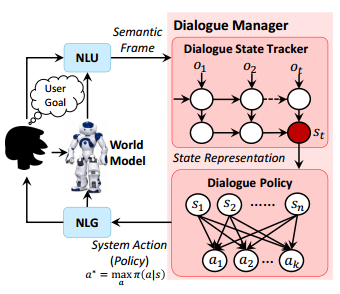 Semantic
Frame
Dialogue Manager
NLU
Dialogue State Tracker
o1 o2 ot
User
Goal
World
Model
st
State Representation
Dialogue Policy
s1 s2 ...... sn
NLG
a1 a2 ... ak
System Action
(Policy)
a* = max π(a|s)
a